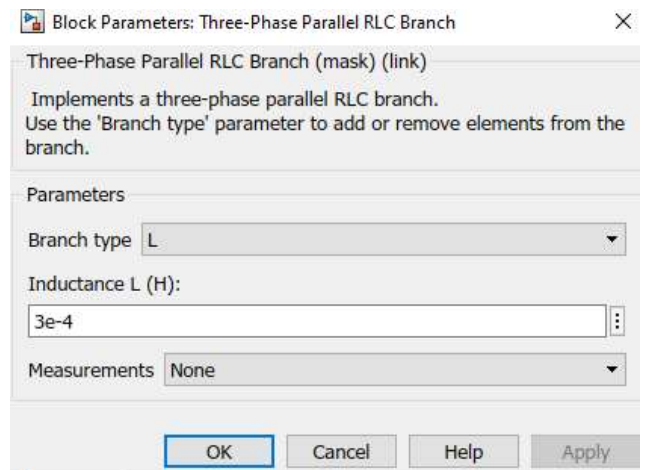 Block Parameters: Three-Phase Parallel RLC Branch
Three-Phase Parallel RLC Branch (mask) (link)
Implements a three-phase parallel RLC branch.
Use the 'Branch type' parameter to add or remove elements from the
branch.
Parameters
Branch type L
Inductance L (H):
3e-4
Measurements None
OK Cancel Help Apply